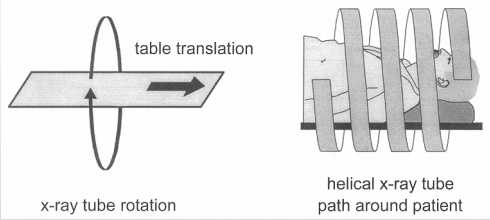 table translation
x-ray tube rotation
helical x-ray tube
path around patient